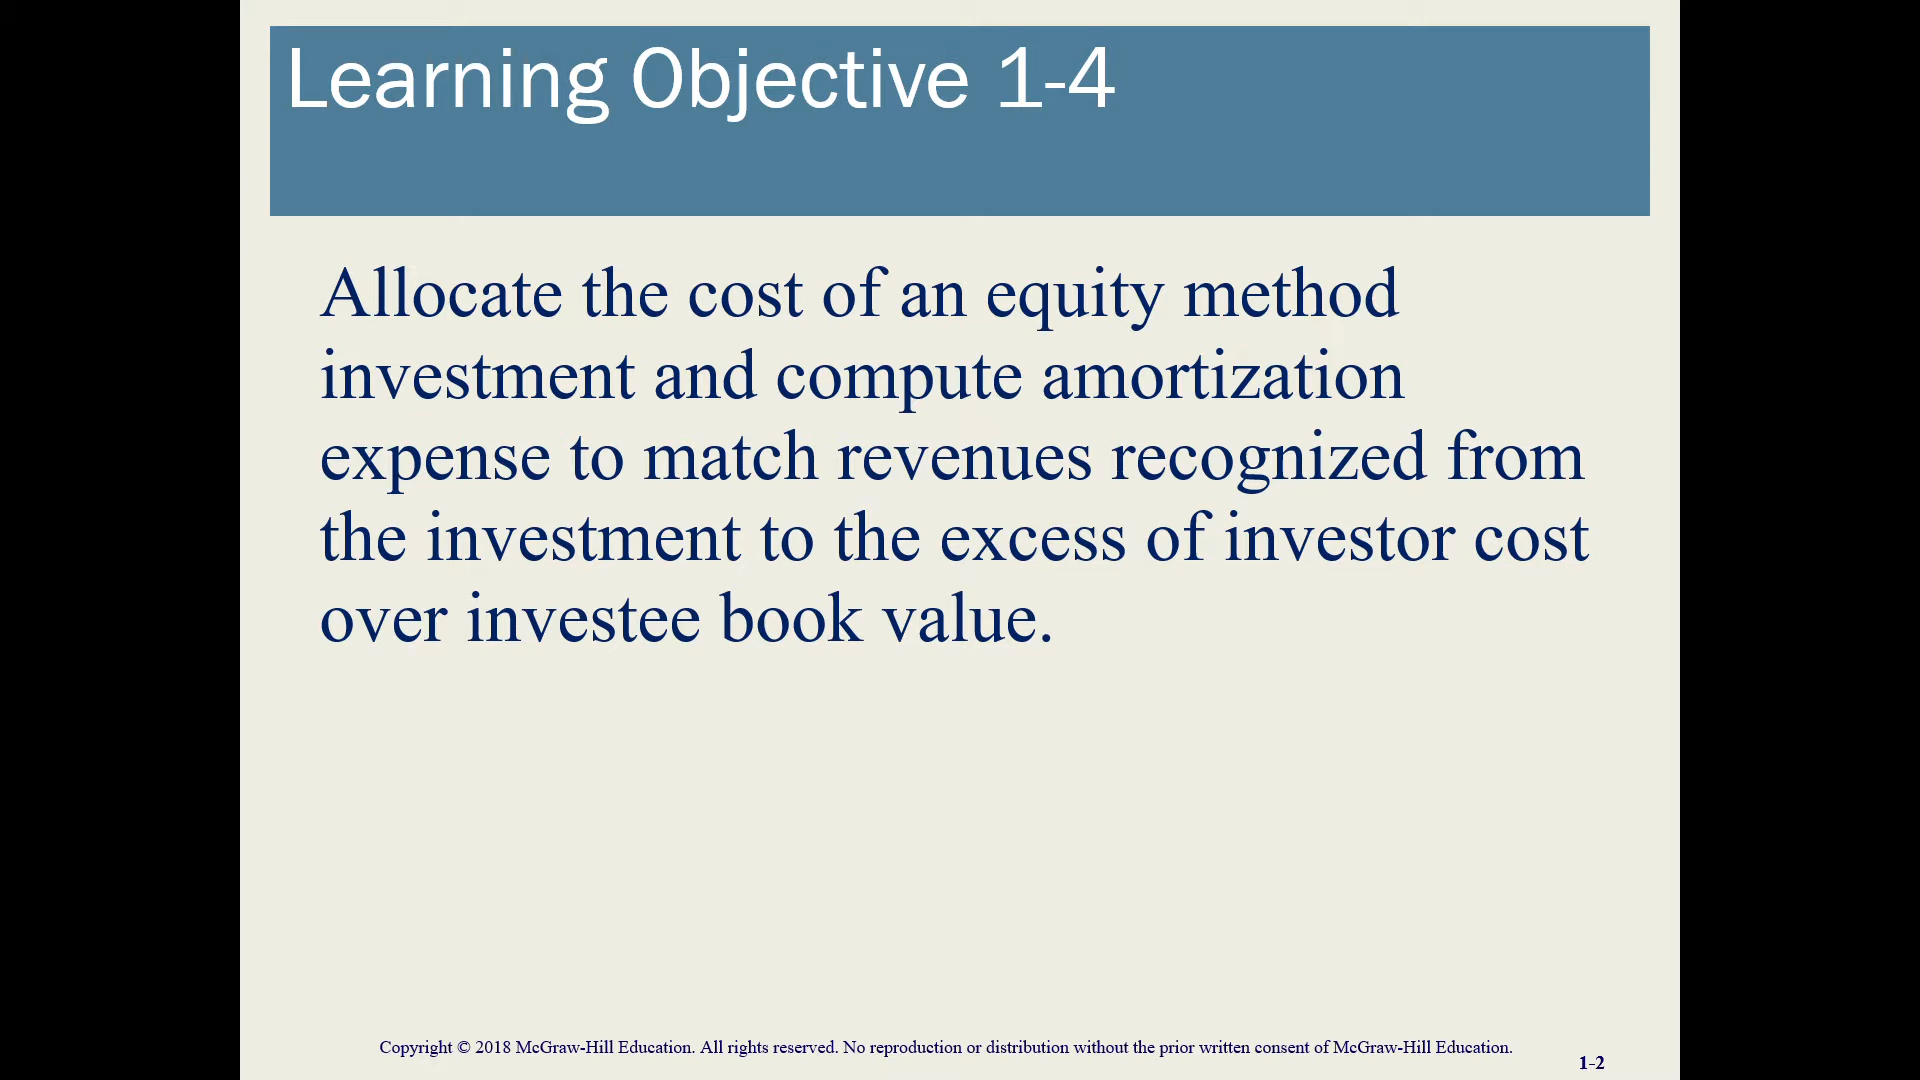 Learning Objective 1-4
Allocate the cost of an equity method
investment and compute amortization
expense to match revenues recognized from
the investment to the excess of investor cost
over investee book value.
Copyright © 2018 McGraw-Hill Education. All rights reserved. No reproduction or distribution without the prior written consent of McGraw-Hill Education.
1-2